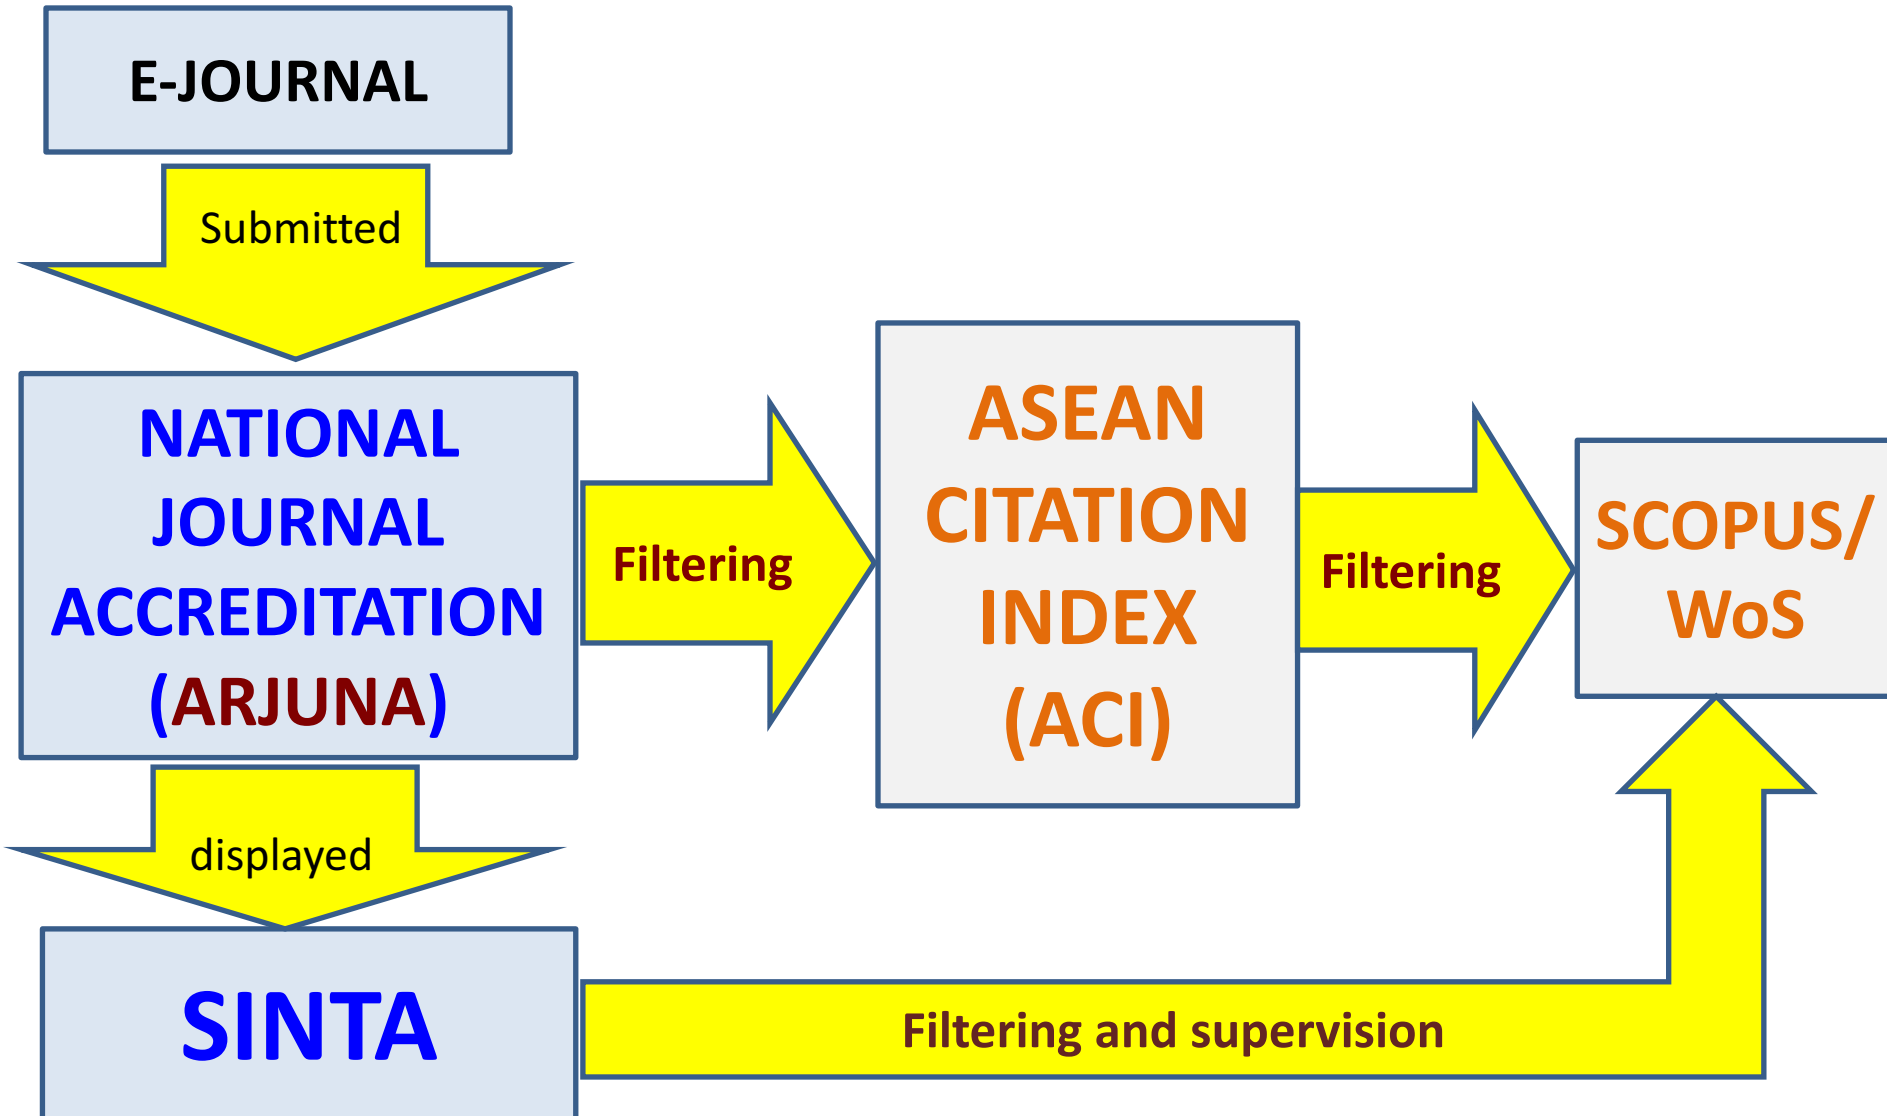 E-JOURNAL
Submitted
NATIONAL
JOURNAL
ACCREDITATION
(ARJUNA)
Filtering
ASEAN
CITATION
INDEX
(ACI)
Filtering
SCOPUS/
WoS
displayed
SINTA
Filtering and supervision